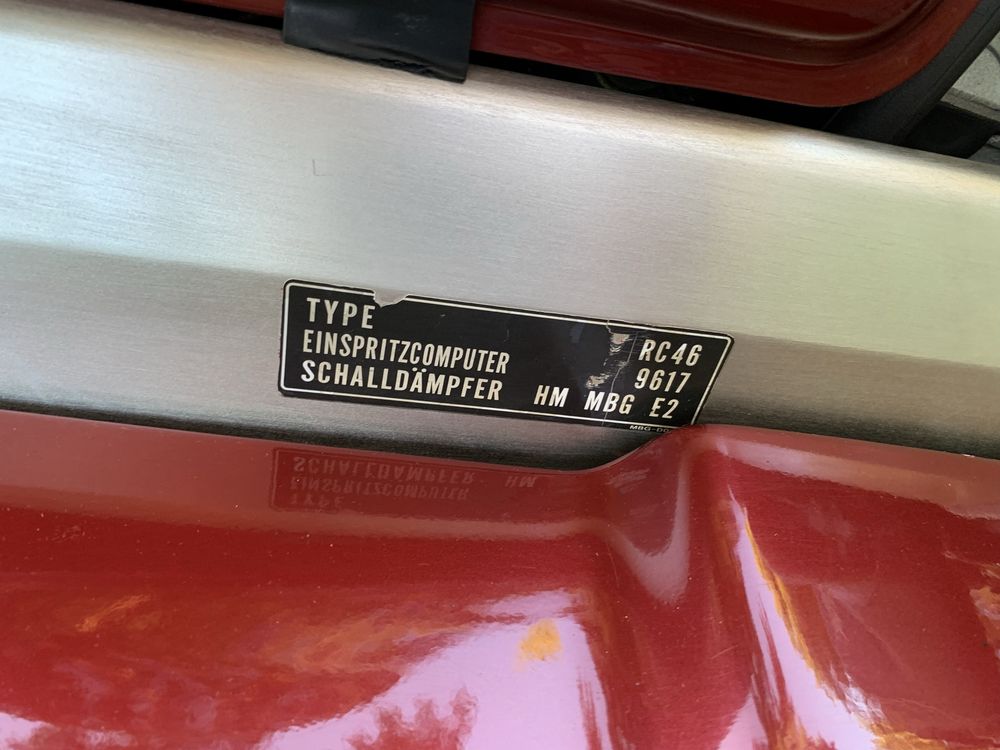 TYPE RC46
EINSPRITZCOMPUTER 9617
SCHALLDÄMPFER HM MBG E2